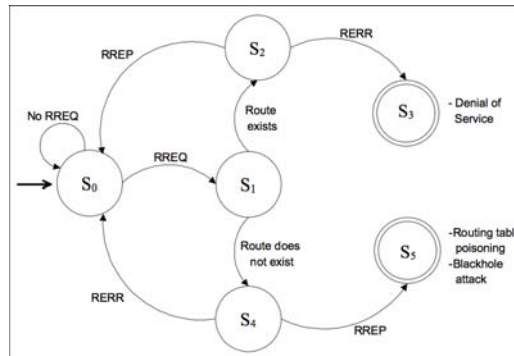 S2
RREP
RERR
S3
- Denial of
Service
No RREQ
Route
exists
RREQ
S0
S1
Route does
not exist
S5
-Routing tabl
poisoning
-Blackhole
attack
RERR
S4
RREP